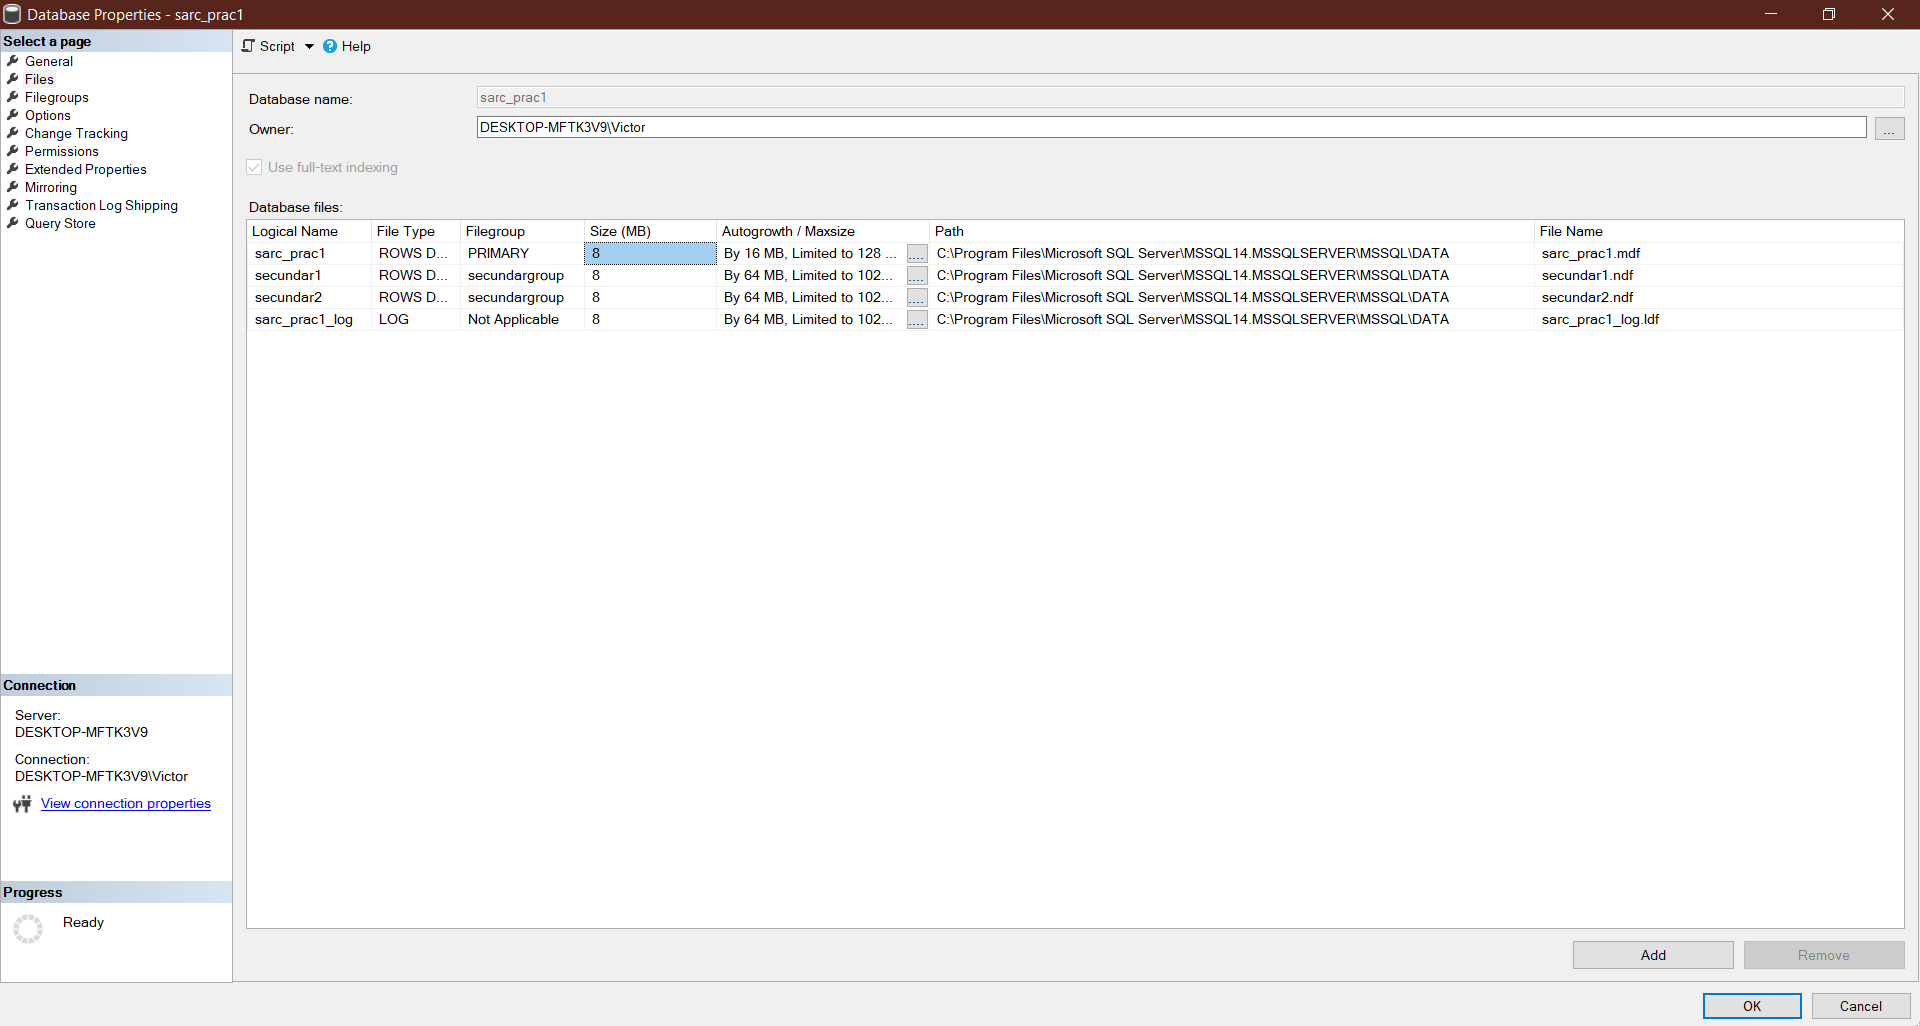 Database Properties - sarc_prac1
Select a page
General
Files
Filegroups
Options
Change Tracking
Permissions
Extended Properties
Mirroring
Transaction Log Shipping
Query Store
Script
Help
Database name:
sarc_prac1
Owner:
DESKTOP-MFTK3V9\Victor
...
Use full-text indexing
Database files:
Logical Name File Type Filegroup Size (MB) Autogrowth / Maxsize Path File Name
sarc_prac1 ROWS D... PRIMARY 8 By 16 MB, Limited to 128 ... .... C:\Program Files\Microsoft SQL Server\MSSQL14.MSSQLSERVER\MSSQL\DATA sarc_prac1.mdf
secundar1 ROWS D... secundargroup 8 By 64 MB, Limited to 102... .... C:\Program Files\Microsoft SQL Server\MSSQL14.MSSQLSERVER\MSSQL\DATA secundar1.ndf
secundar2 ROWS D... secundargroup 8 By 64 MB, Limited to 102... .... C:\Program Files\Microsoft SQL Server\MSSQL14.MSSQLSERVER\MSSQL\DATA secundar2.ndf
sarc_prac1_log LOG Not Applicable 8 By 64 MB, Limited to 102... .... C:\Program Files\Microsoft SQL Server\MSSQL14.MSSQLSERVER\MSSQL\DATA sarc_prac1_log.ldf
Connection
Server:
DESKTOP-MFTK3V9
Connection:
DESKTOP-MFTK3V9\Victor
View connection properties
Progress
Ready
Add
Remove
OK
Cancel